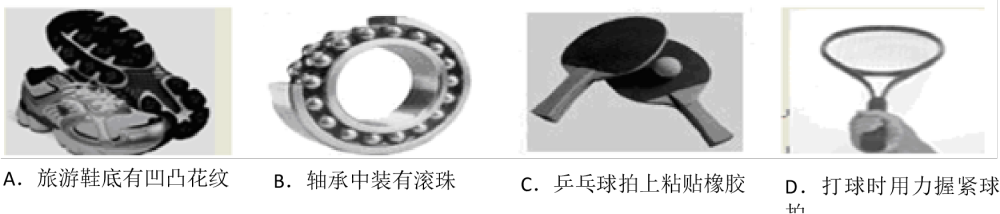 A．旅游鞋底有凹凸花纹
B．轴承中装有滚珠
C．乒乓球拍上粘贴橡胶
D．打球时用力握紧球
拍